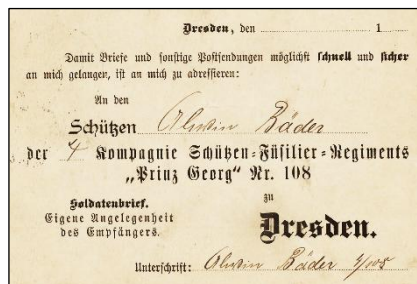 Dresden, den 1
Damit Briefe und sonstige Postsendungen möglichst schnell und sicher
an mich gelangen, ist an mich zu adressieren:
An den
Schützen Alwin Bäder
der 4 Kompagnie Schützen-Füsilier-Regiments
„Prinz Georg“ Nr. 108
Soldatenbrief.
Eigene Angelegenheit
des Empfängers.
zu
Dresden.
Unterschrift: Alwin Bäder